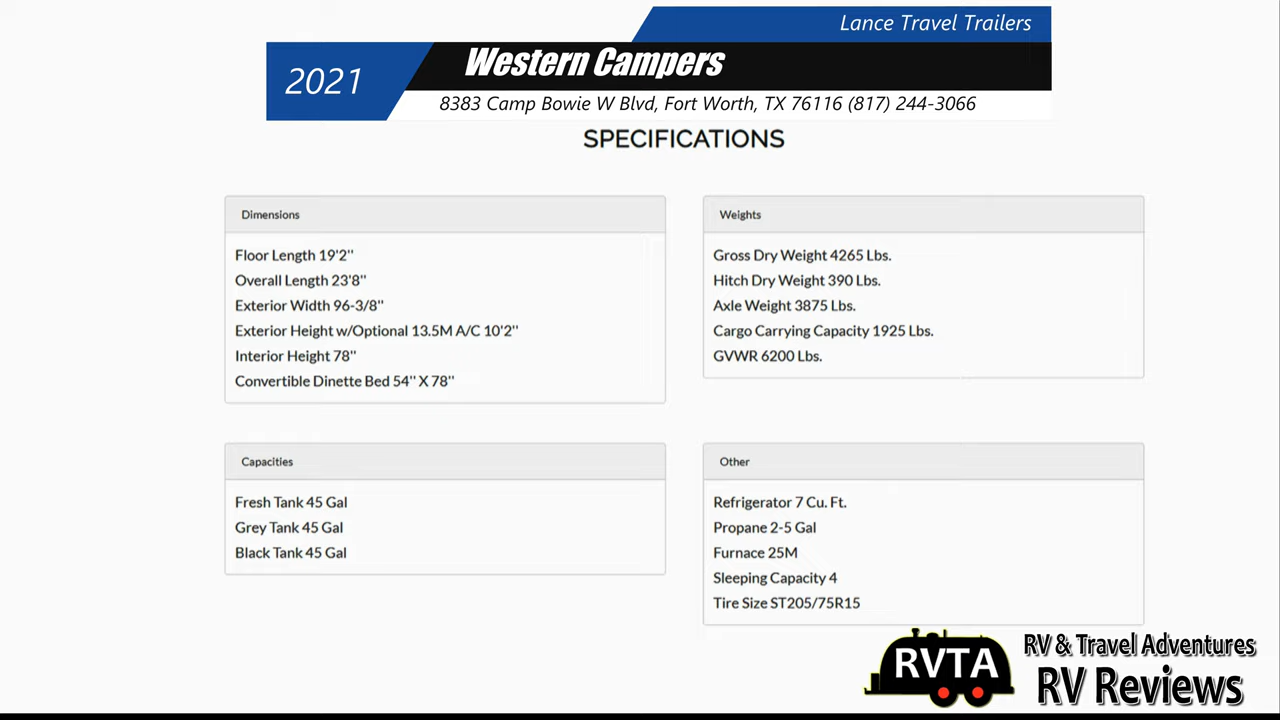 Lance Travel Trailers
2021
Western Campers
8383 Camp Bowie W Blvd, Fort Worth, TX 76116 (817) 244-3066
SPECIFICATIONS
Dimensions
Floor Length 19'2''
Overall Length 23'8''
Exterior Width 96-3/8''
Exterior Height w/Optional 13.5M A/C 10'2''
Interior Height 78''
Convertible Dinette Bed 54'' X 78''
Weights
Gross Dry Weight 4265 Lbs.
Hitch Dry Weight 390 Lbs.
Axle Weight 3875 Lbs.
Cargo Carrying Capacity 1925 Lbs.
GVWR 6200 Lbs.
Capacities
Fresh Tank 45 Gal
Grey Tank 45 Gal
Black Tank 45 Gal
Other
Refrigerator 7 Cu. Ft.
Propane 2-5 Gal
Furnace 25M
Sleeping Capacity 4
Tire Size ST205/75R15
RVTA
RV & Travel Adventures
RV Reviews